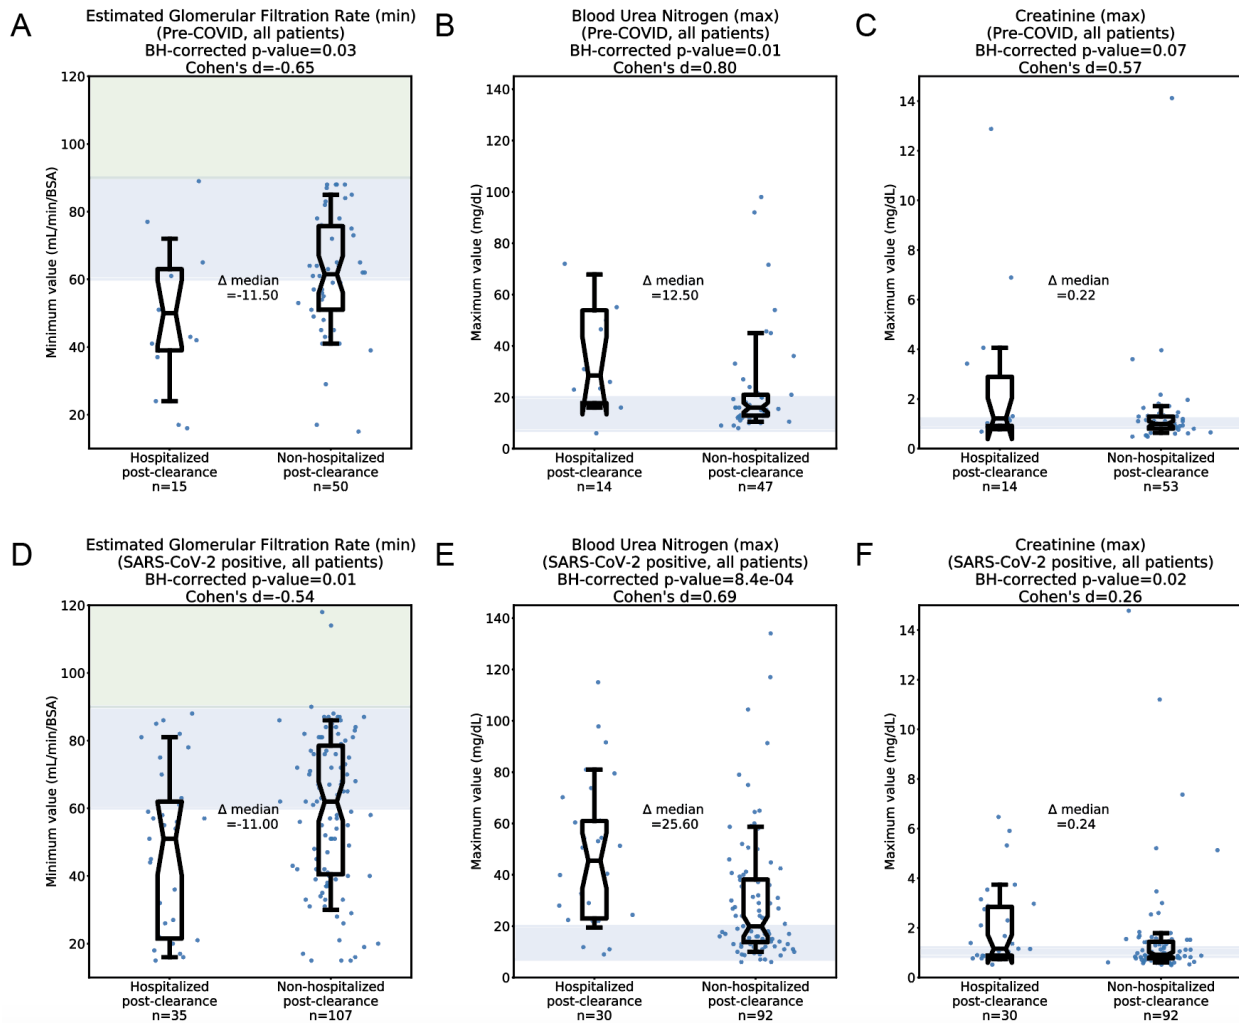 A
Estimated Glomerular Filtration Rate (min)
(Pre-COVID, all patients)
BH-corrected p-value=0.03
Cohen's d=-0.65
Minimum value (mL/min/BSA)
120
100
80
60
40
20
Δ median
=-11.50
Hospitalized
post-clearance
n=15
Non-hospitalized
post-clearance
n=50
B
Blood Urea Nitrogen (max)
(Pre-COVID, all patients)
BH-corrected p-value=0.01
Cohen's d=0.80
Maximum value (mg/dL)
140
120
100
80
60
40
20
0
Δ median
=12.50
Hospitalized
post-clearance
n=14
Non-hospitalized
post-clearance
n=47
C
Creatinine (max)
(Pre-COVID, all patients)
BH-corrected p-value=0.07
Cohen's d=0.57
Maximum value (mg/dL)
14
12
10
8
6
4
2
0
Δ median
=0.22
Hospitalized
post-clearance
n=14
Non-hospitalized
post-clearance
n=53
D
Estimated Glomerular Filtration Rate (min)
(SARS-CoV-2 positive, all patients)
BH-corrected p-value=0.01
Cohen's d=-0.54
Minimum value (mL/min/BSA)
120
100
80
60
40
20
Δ median
=-11.00
Hospitalized
post-clearance
n=35
Non-hospitalized
post-clearance
n=107
E
Blood Urea Nitrogen (max)
(SARS-CoV-2 positive, all patients)
BH-corrected p-value=8.4e-04
Cohen's d=0.69
Maximum value (mg/dL)
140
120
100
80
60
40
20
0
Δ median
=25.60
Hospitalized
post-clearance
n=30
Non-hospitalized
post-clearance
n=92
F
Creatinine (max)
(SARS-CoV-2 positive, all patients)
BH-corrected p-value=0.02
Cohen's d=0.26
Maximum value (mg/dL)
14
12
10
8
6
4
2
0
Δ median
=0.24
Hospitalized
post-clearance
n=30
Non-hospitalized
post-clearance
n=92